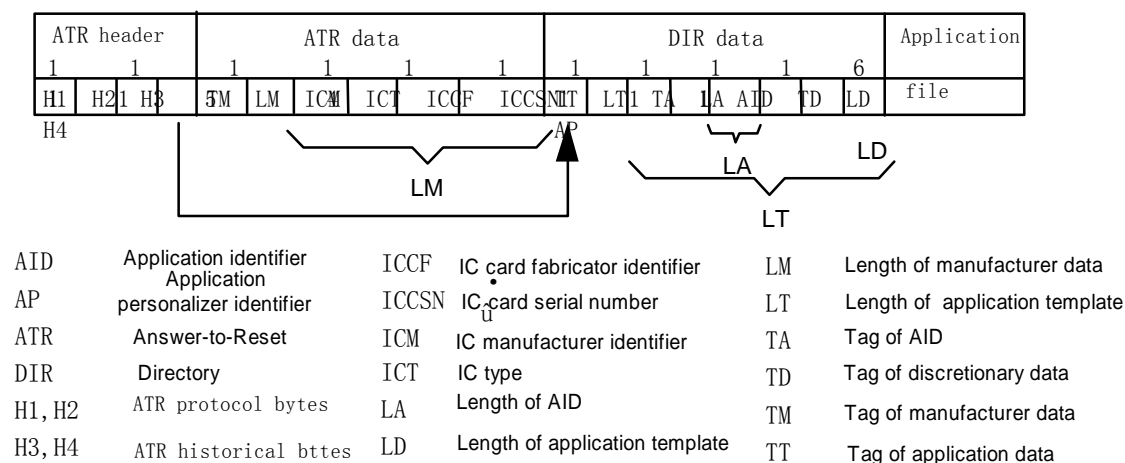 ATR header ATR data DIR data Application
1 1 1 1 1 1 1 1 1 1 6
H1 H2 1 H3 TM LM ICM ICT ICCF ICCSN TT LT 1 TA LA AID TD LD file
H4 AP
LM LA LD
LT
AID Application identifier ICCF IC card fabricator identifier LM Length of manufacturer data
AP Application personalizer identifier ICCSN IC card serial number LT Length of application template
û
ATR Answer-to-Reset ICM IC manufacturer identifier TA Tag of AID
DIR Directory ICT IC type TD Tag of discretionary data
H1,H2 ATR protocol bytes LA Length of AID TM Tag of manufacturer data
H3,H4 ATR historical bttes LD Length of application template TT Tag of application data